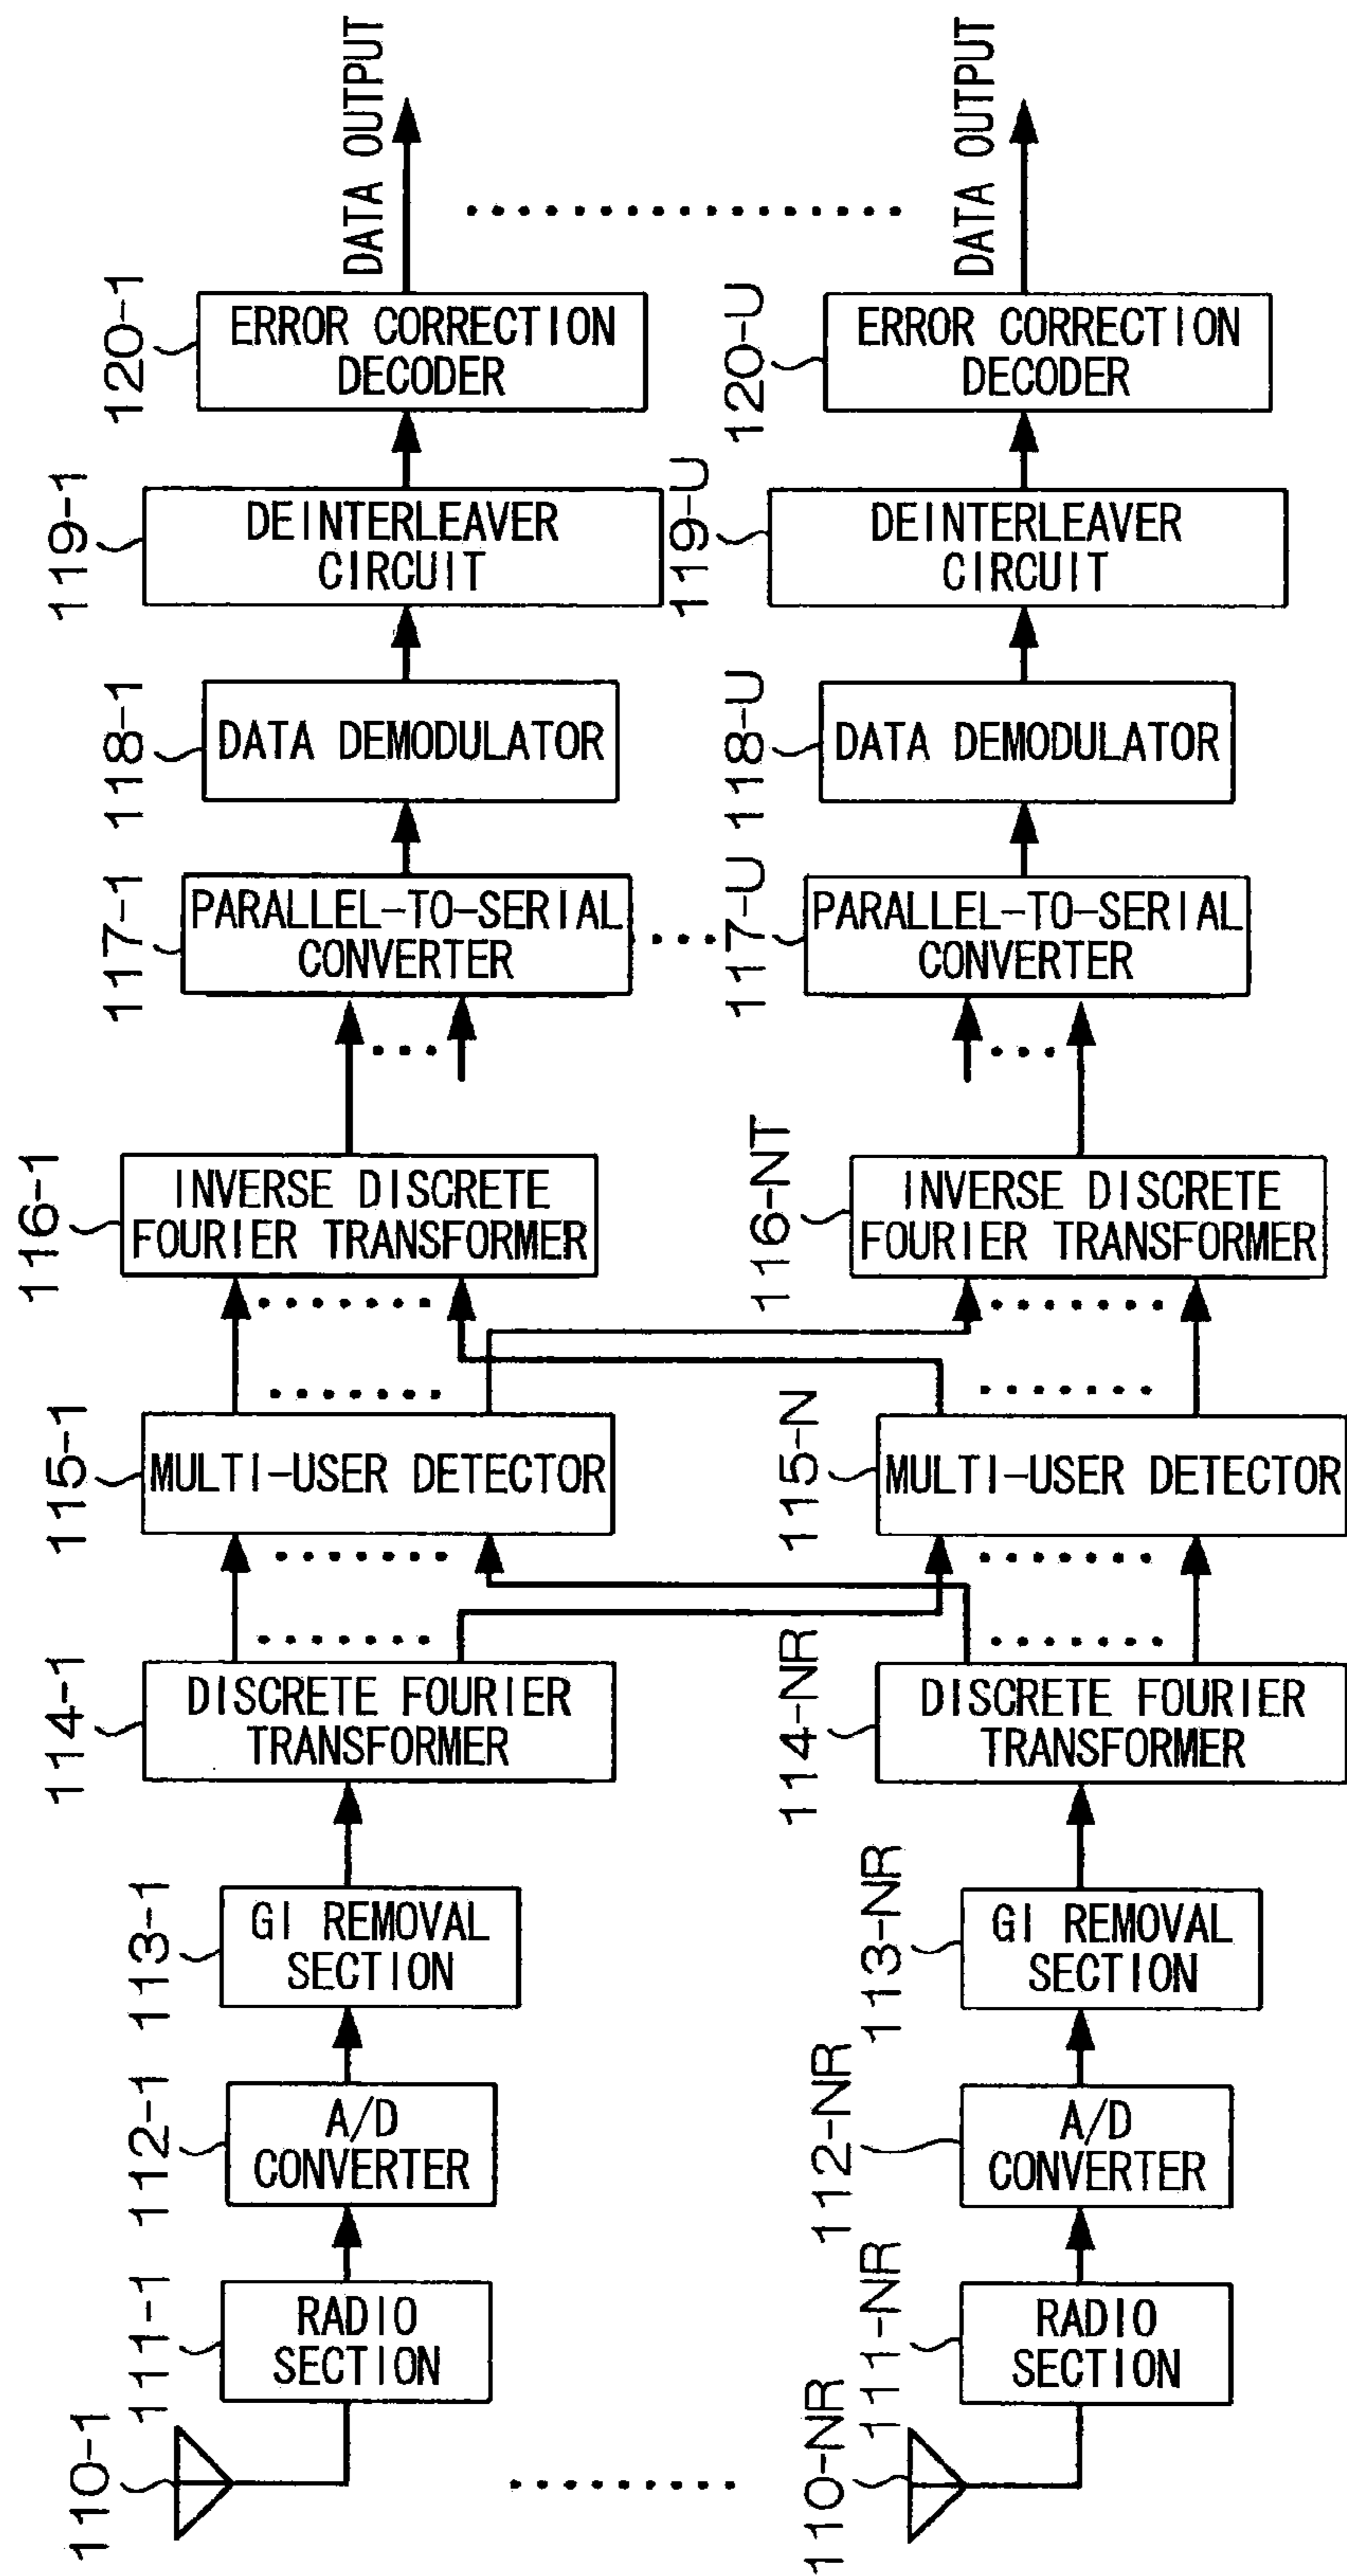 DATA OUTPUT
DATA OUTPUT
120-1
ERROR CORRECTION
DECODER
120-U
ERROR CORRECTION
DECODER
119-1
DEINTERLEAVER
CIRCUIT
119-U
DEINTERLEAVER
CIRCUIT
118-1
DATA DEMODULATOR
118-U
DATA DEMODULATOR
117-1
PARALLEL-TO-SERIAL
CONVERTER
117-U
PARALLEL-TO-SERIAL
CONVERTER
116-1
INVERSE DISCRETE
FOURIER TRANSFORMER
116-NT
INVERSE DISCRETE
FOURIER TRANSFORMER
115-1
MULTI-USER DETECTOR
115-N
MULTI-USER DETECTOR
114-1
DISCRETE FOURIER
TRANSFORMER
114-NR
DISCRETE FOURIER
TRANSFORMER
113-1
GI REMOVAL
SECTION
113-NR
GI REMOVAL
SECTION
112-1
A/D
CONVERTER
112-NR
A/D
CONVERTER
111-1
RADIO
SECTION
111-NR
RADIO
SECTION
110-1
110-NR